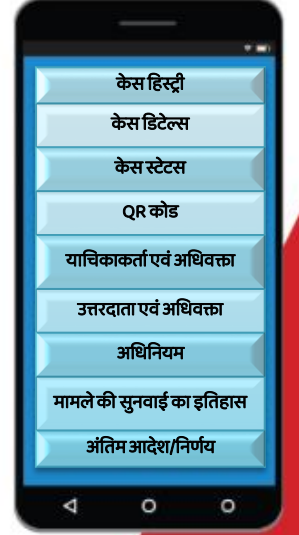 केस हिस्ट्री
केस डिटेल्स
केस स्टेटस
QR कोड
याचिकाकर्ता एवं अधिवक्ता
उत्तरदाता एवं अधिवक्ता
अधिनियम
मामले की सुनवाई का इतिहास
अंतिम आदेश/निर्णय